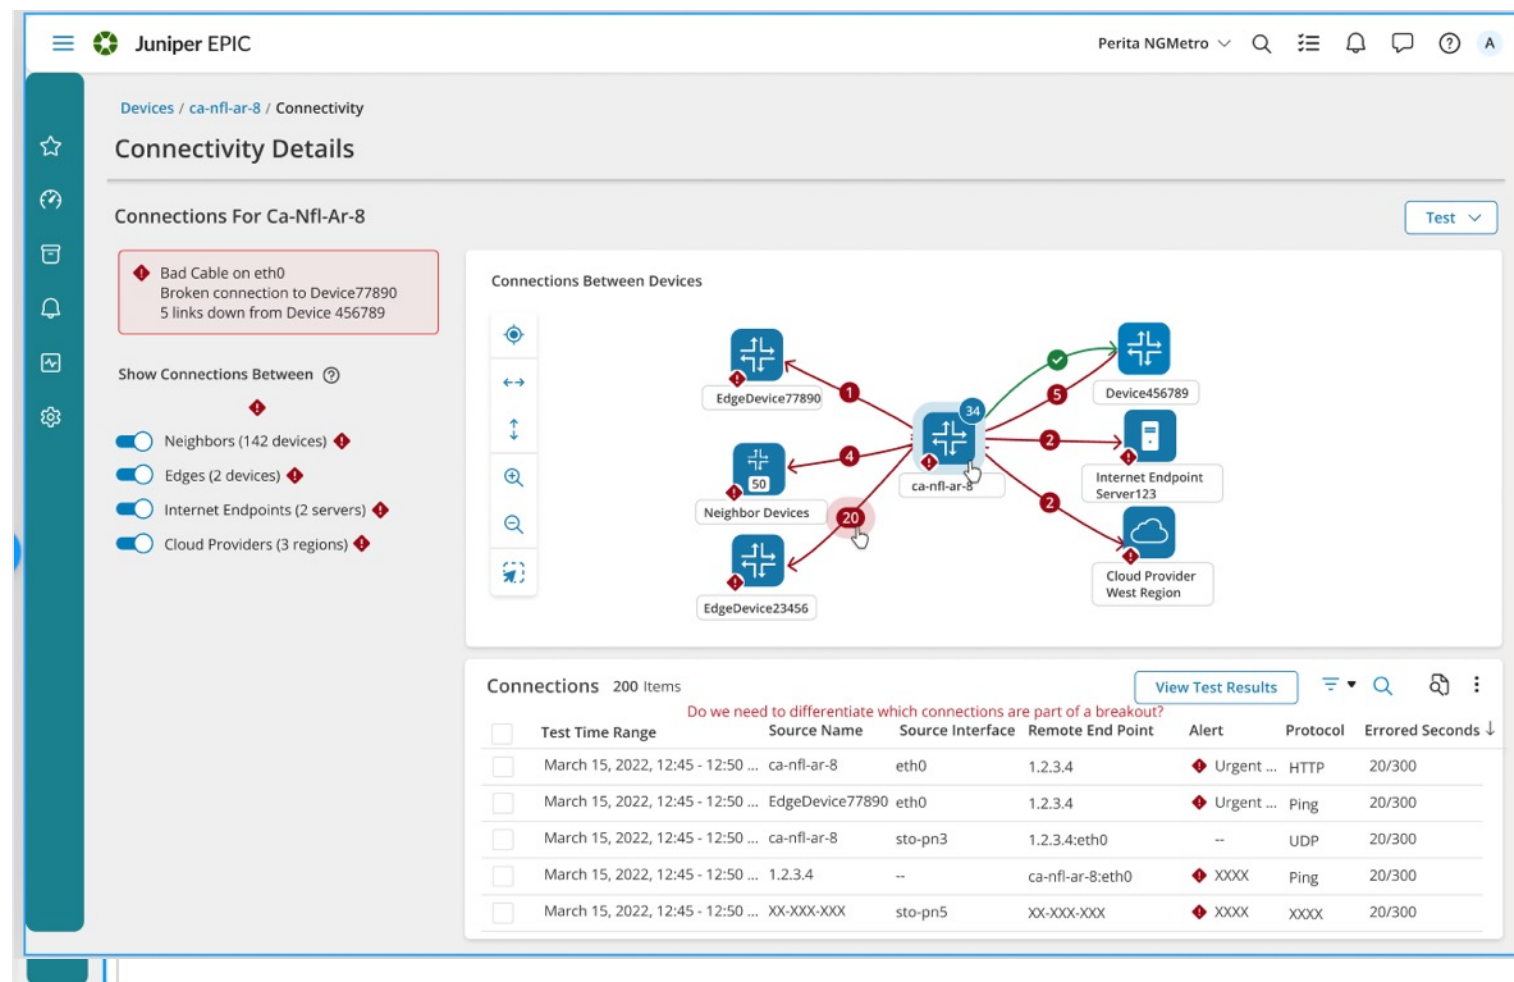 Juniper EPIC
Perita NGMetro
A
Devices / ca-nfl-ar-8 / Connectivity
Connectivity Details
Connections For Ca-Nfl-Ar-8
Test
Bad Cable on eth0
Broken connection to Device77890
5 links down from Device 456789
Show Connections Between
Neighbors (142 devices)
Edges (2 devices)
Internet Endpoints (2 servers)
Cloud Providers (3 regions)
Connections Between Devices
EdgeDevice77890
1
5
Device456789
34
4
2
50
Neighbor Devices
ca-nfl-ar-8
Internet Endpoint
Server123
20
2
EdgeDevice23456
Cloud Provider
West Region
Connections 200 Items
View Test Results
Do we need to differentiate which connections are part of a breakout?
Test Time Range Source Name Source Interface Remote End Point Alert Protocol Errored Seconds
March 15, 2022, 12:45 - 12:50 ... ca-nfl-ar-8 eth0 1.2.3.4 Urgent ... HTTP 20/300
March 15, 2022, 12:45 - 12:50 ... EdgeDevice77890 eth0 1.2.3.4 Urgent ... Ping 20/300
March 15, 2022, 12:45 - 12:50 ... ca-nfl-ar-8 sto-pn3 1.2.3.4:eth0 -- UDP 20/300
March 15, 2022, 12:45 - 12:50 ... 1.2.3.4 -- ca-nfl-ar-8:eth0 XXXX Ping 20/300
March 15, 2022, 12:45 - 12:50 ... XX-XXX-XXX sto-pn5 XX-XXX-XXX XXXX XXXX 20/300